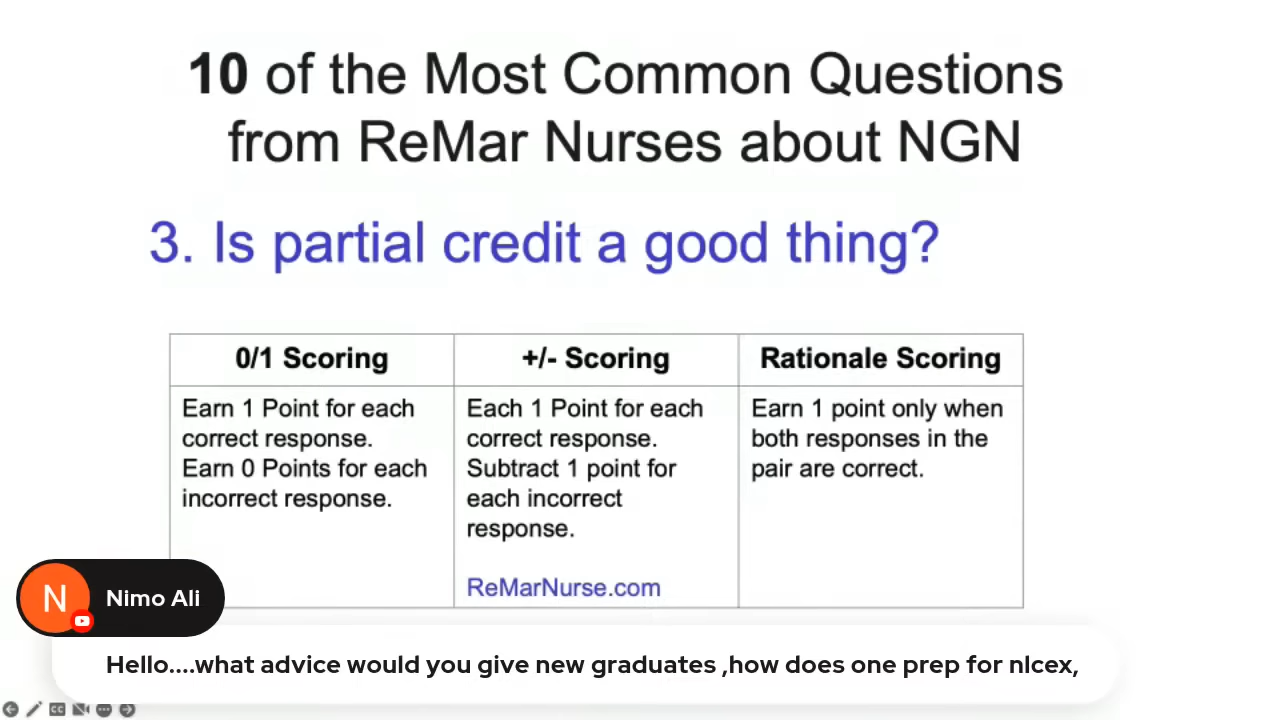 10 of the Most Common Questions
from ReMar Nurses about NGN
3. Is partial credit a good thing?
0/1 Scoring
Earn 1 Point for each
correct response.
Earn 0 Points for each
incorrect response.
+/- Scoring
Each 1 Point for each
correct response.
Subtract 1 point for
each incorrect
response.
ReMarNurse.com
Rationale Scoring
Earn 1 point only when
both responses in the
pair are correct.
N
Nimo Ali
Hello....what advice would you give new graduates ,how does one prep for nlcex,
CC